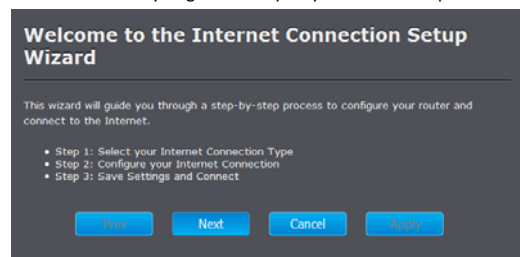 Welcome to the Internet Connection Setup
Wizard
This wizard will guide you through a step-by-step process to configure your router and
connect to the Internet.
• Step 1: Select your Internet Connection Type
• Step 2: Configure your Internet Connection
• Step 3: Save Settings and Connect
Prev Next Cancel Apply